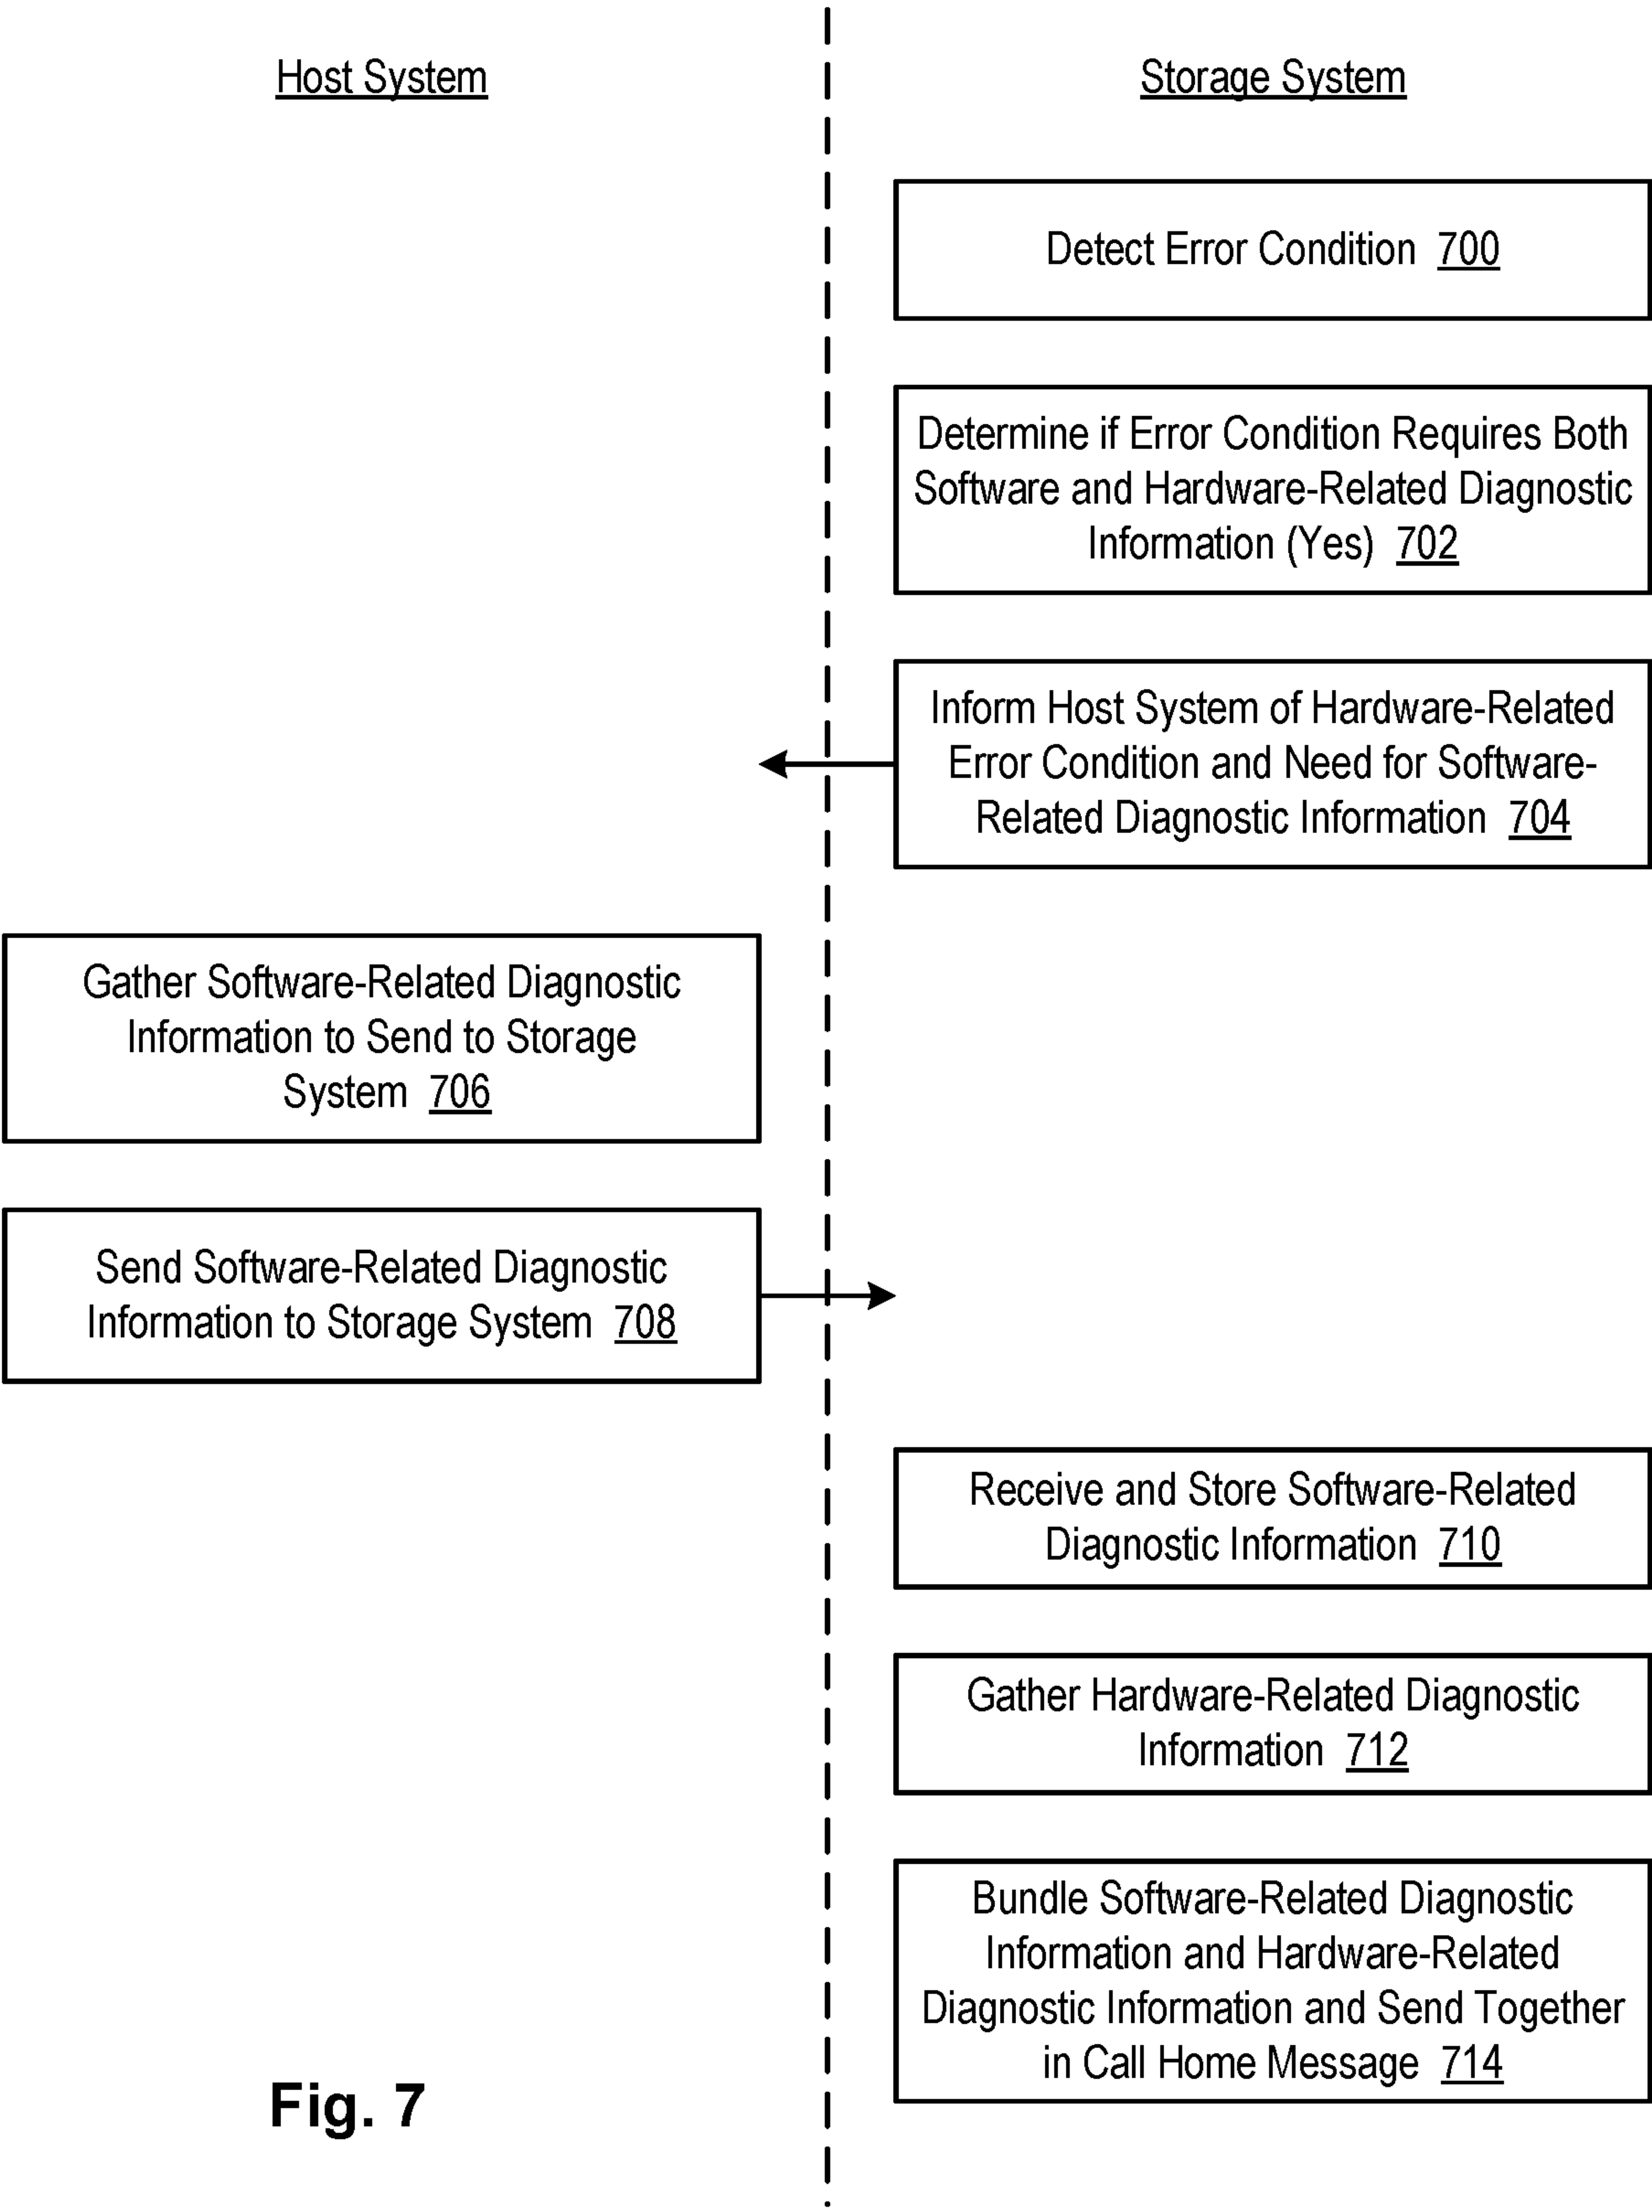 Host System
Storage System
Detect Error Condition 700
Determine if Error Condition Requires Both
Software and Hardware-Related Diagnostic
Information (Yes) 702
Inform Host System of Hardware-Related
Error Condition and Need for Software-
Related Diagnostic Information 704
Gather Software-Related Diagnostic
Information to Send to Storage
System 706
Send Software-Related Diagnostic
Information to Storage System 708
Receive and Store Software-Related
Diagnostic Information 710
Gather Hardware-Related Diagnostic
Information 712
Bundle Software-Related Diagnostic
Information and Hardware-Related
Diagnostic Information and Send Together
in Call Home Message 714
Fig. 7